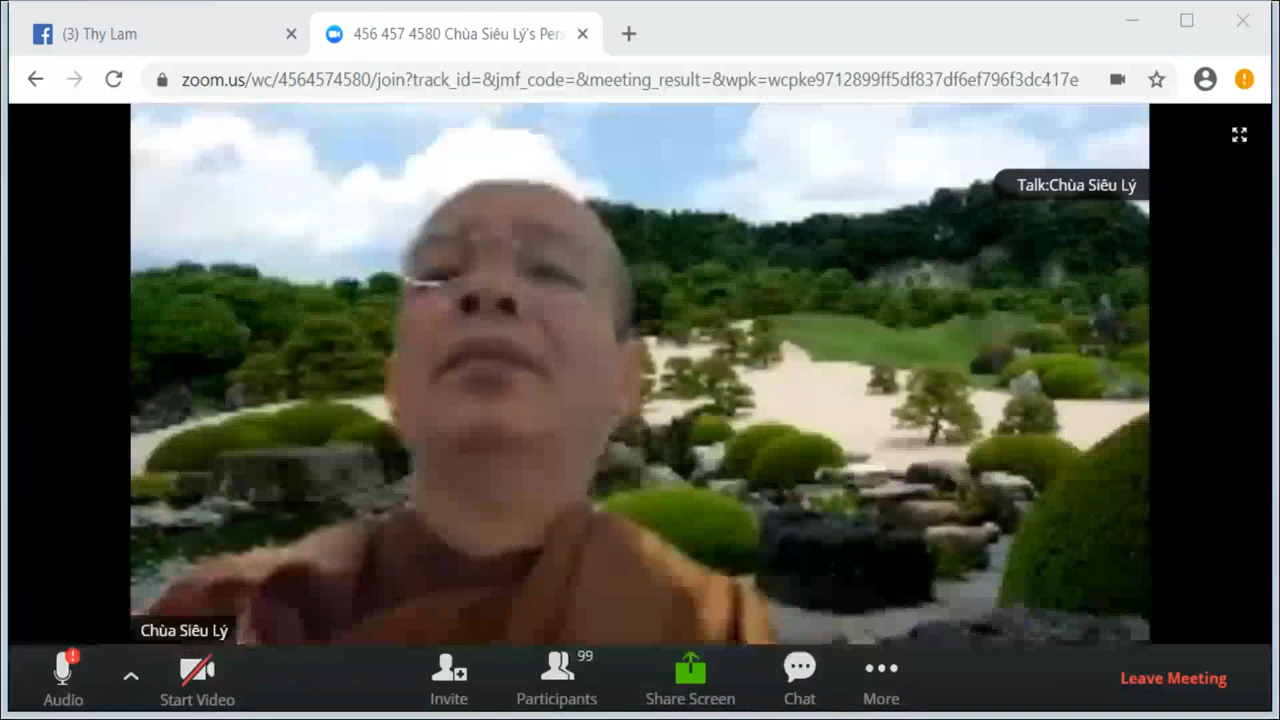 (3) Thy Lam
456 457 4580 Chùa Siêu Lý's Pers
zoom.us/wc/4564574580/join?track_id=&jmf_code=&meeting_result=&wpk=wcpke9712899ff5df837df6ef796f3dc417e
Talk:Chùa Siêu Lý
Chùa Siêu Lý
99
Audio
Start Video
Invite
Participants
Share Screen
Chat
More
Leave Meeting